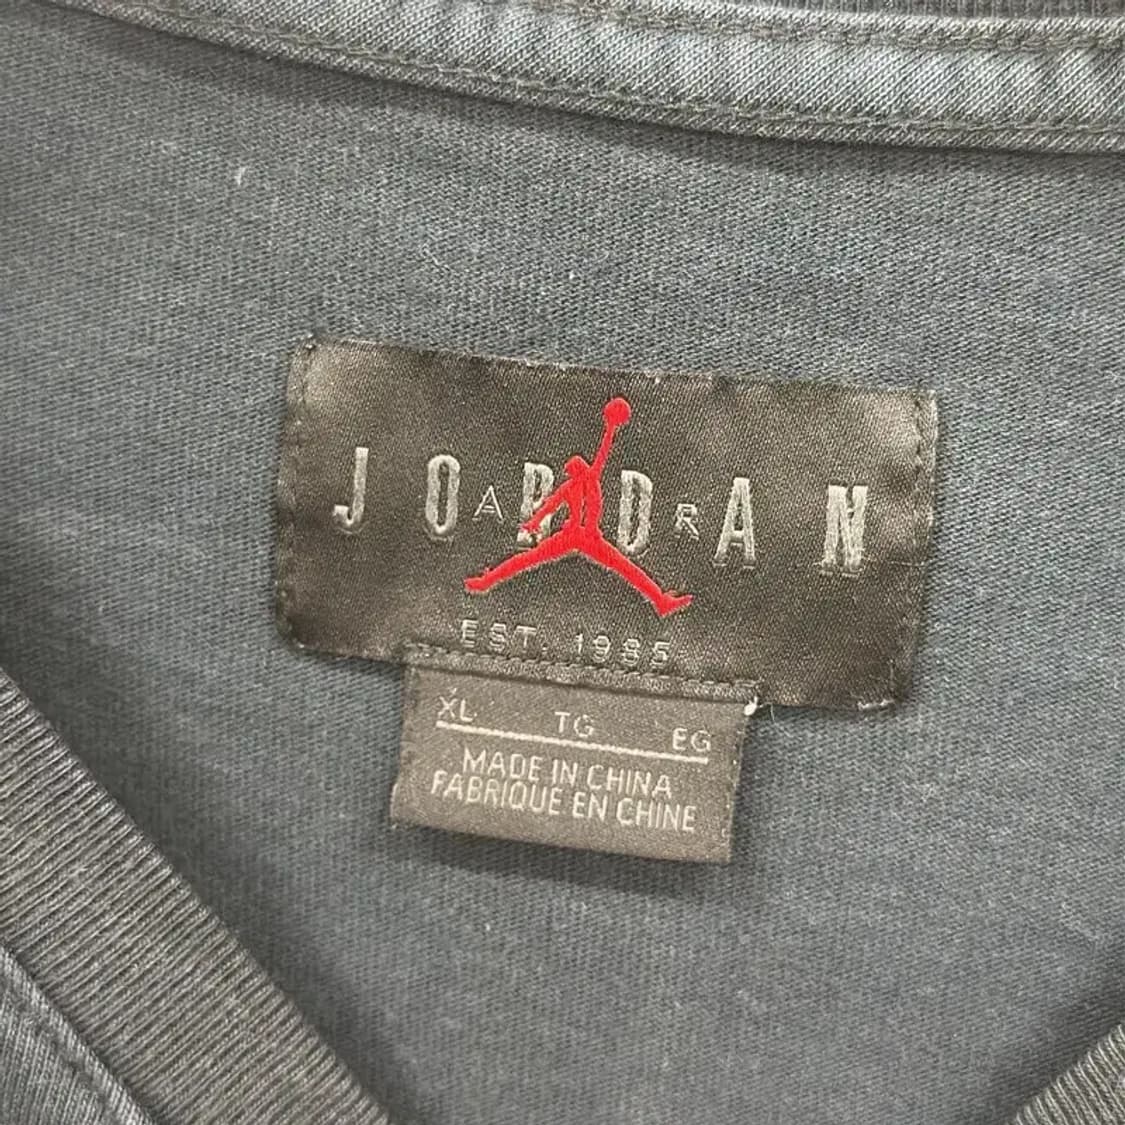 JORDAN
AIR
EST. 1985
XL TG EG
MADE IN CHINA
FABRIQUE EN CHINE